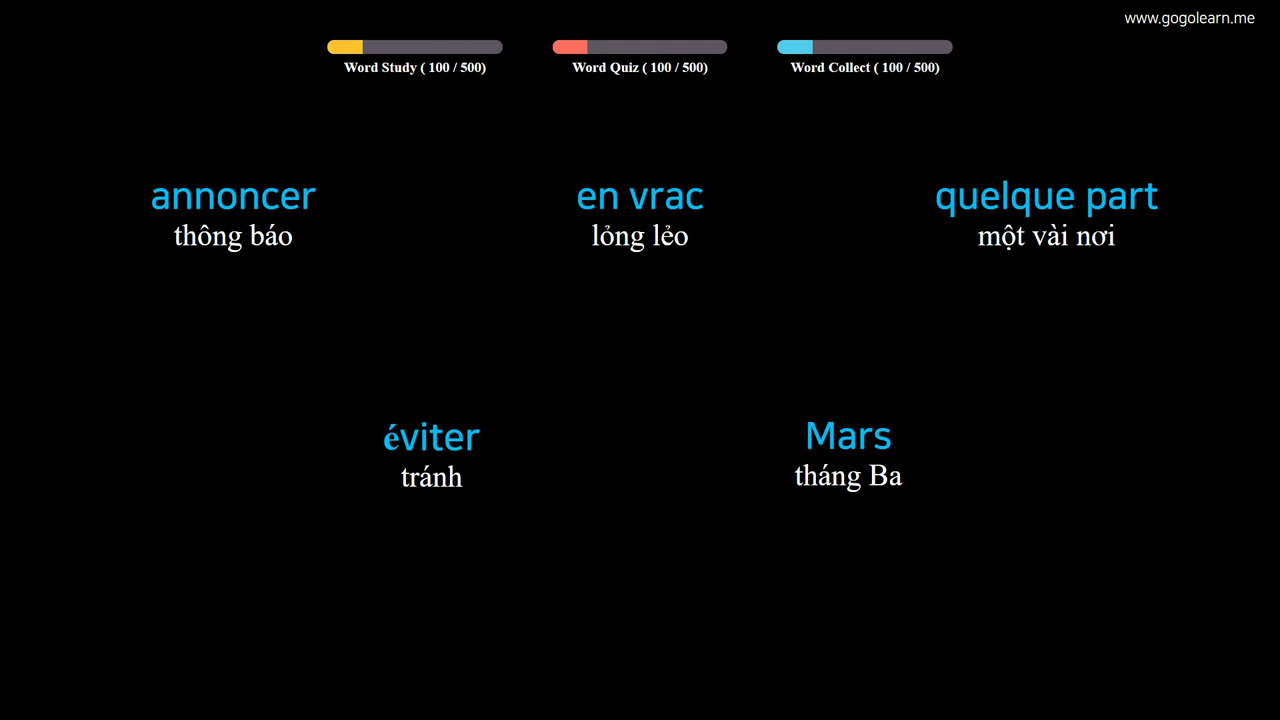 www.gogolearn.me
Word Study ( 100 / 500)
Word Quiz ( 100 / 500)
Word Collect ( 100 / 500)
annoncer
thông báo
en vrac
lỏng lẻo
quelque part
một vài nơi
éviter
tránh
Mars
tháng Ba